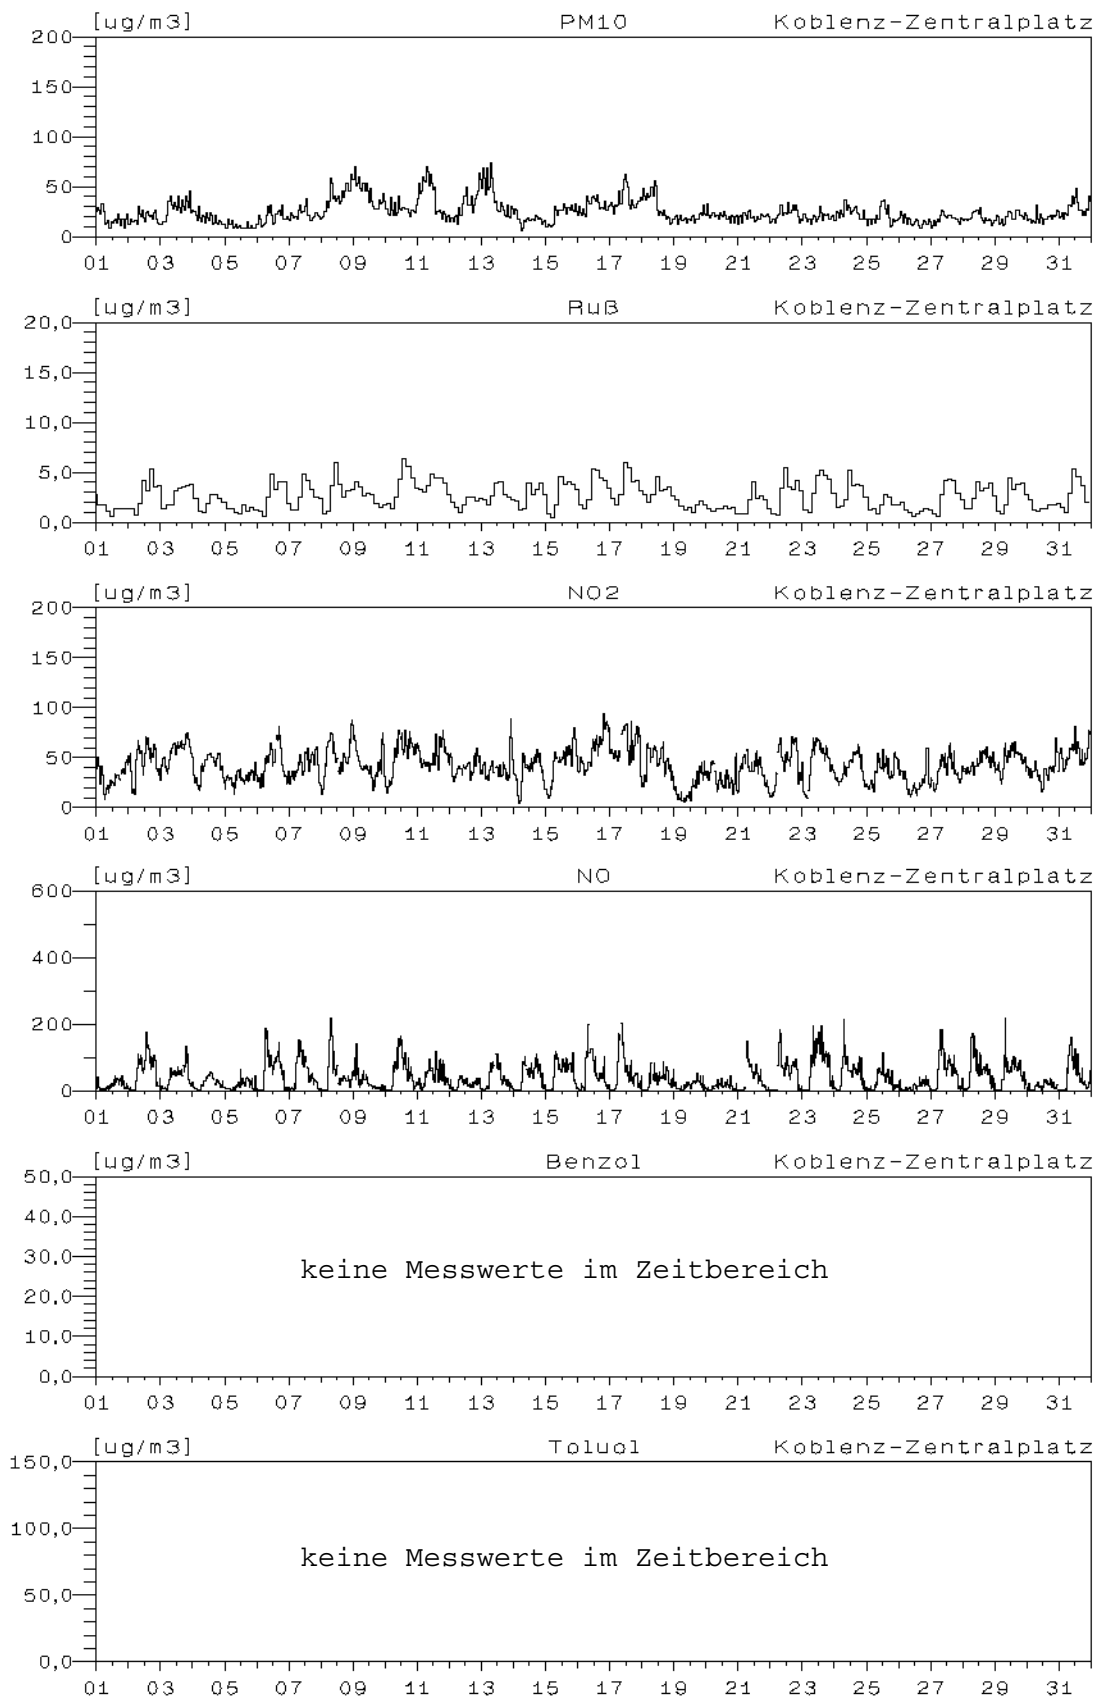 [ug/m3] PM10 Koblenz-Zentralplatz
200
150
100
50
0
01 03 05 07 09 11 13 15 17 19 21 23 25 27 29 31
[ug/m3] Ruß Koblenz-Zentralplatz
20,0
15,0
10,0
5,0
0,0
01 03 05 07 09 11 13 15 17 19 21 23 25 27 29 31
[ug/m3] NO2 Koblenz-Zentralplatz
200
150
100
50
0
01 03 05 07 09 11 13 15 17 19 21 23 25 27 29 31
[ug/m3] NO Koblenz-Zentralplatz
600
400
200
0
01 03 05 07 09 11 13 15 17 19 21 23 25 27 29 31
[ug/m3] Benzol Koblenz-Zentralplatz
50,0
40,0
30,0
keine Messwerte im Zeitbereich
20,0
10,0
0,0
01 03 05 07 09 11 13 15 17 19 21 23 25 27 29 31
[ug/m3] Toluol Koblenz-Zentralplatz
150,0
100,0
keine Messwerte im Zeitbereich
50,0
0,0
01 03 05 07 09 11 13 15 17 19 21 23 25 27 29 31